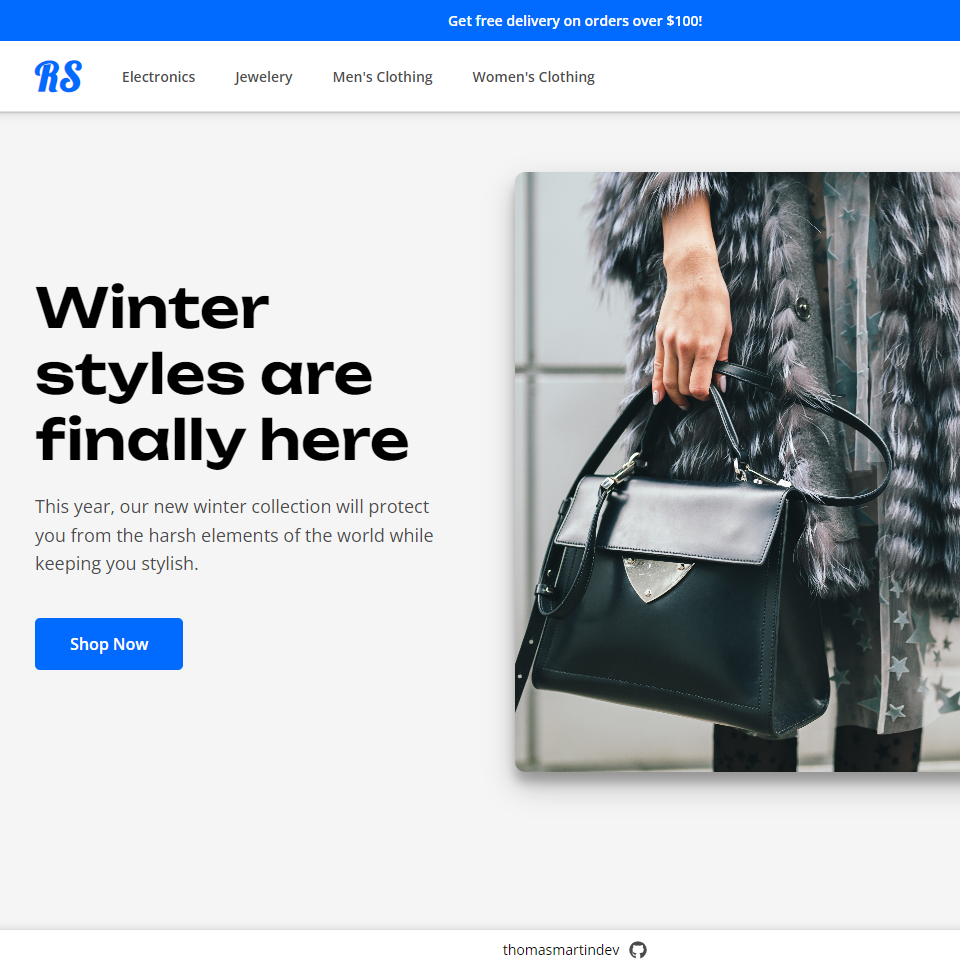 Get free delivery on orders over $100!
RS
Electronics
Jewelery
Men's Clothing
Women's Clothing
Winter
styles are
finally here
This year, our new winter collection will protect
you from the harsh elements of the world while
keeping you stylish.
Shop Now
thomasmartindev